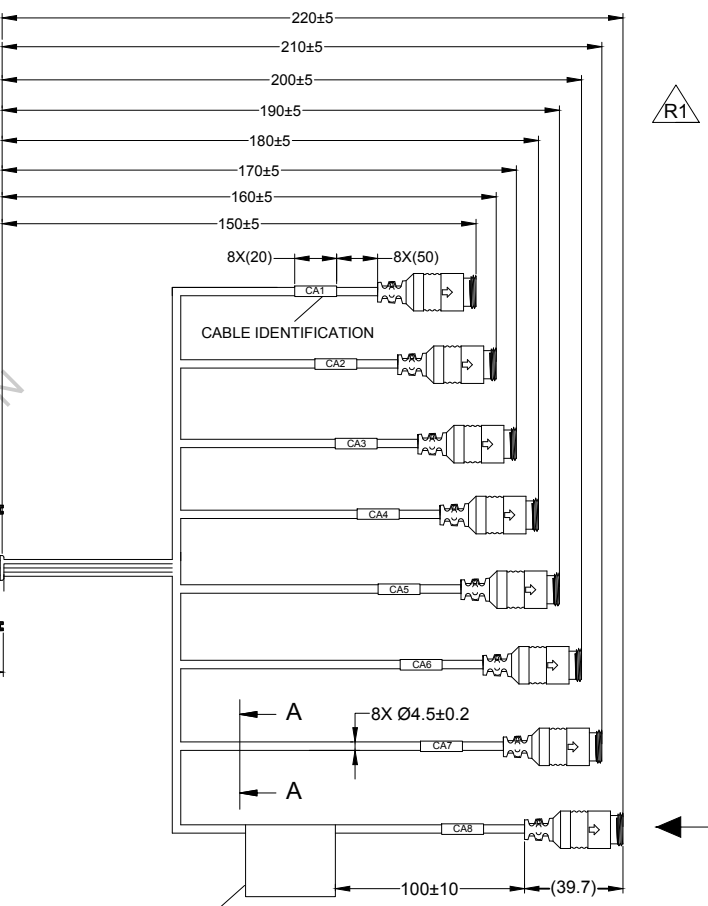 220±5
210±5
200±5
190±5
R1
180±5
170±5
160±5
150±5
8X(20)
8X(50)
CA1
CABLE IDENTIFICATION
CA2
N
CA3
CA4
CA5
CA6
A
8X Ø4.5±0.2
CA7
A
CA8
100±10
(39.7)